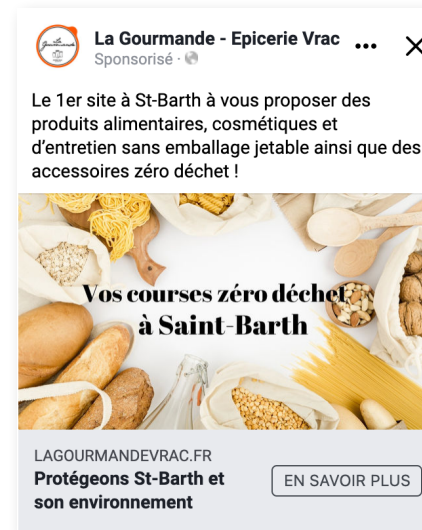 La Gourmande
La Gourmande - Epicerie Vrac
Sponsorisé ·
Le 1er site à St-Barth à vous proposer des
produits alimentaires, cosmétiques et
d’entretien sans emballage jetable ainsi que des
accessoires zéro déchet !
Vos courses zéro déchet
à Saint-Barth
LAGOURMANDEVRAC.FR
Protégeons St-Barth et
son environnement
EN SAVOIR PLUS